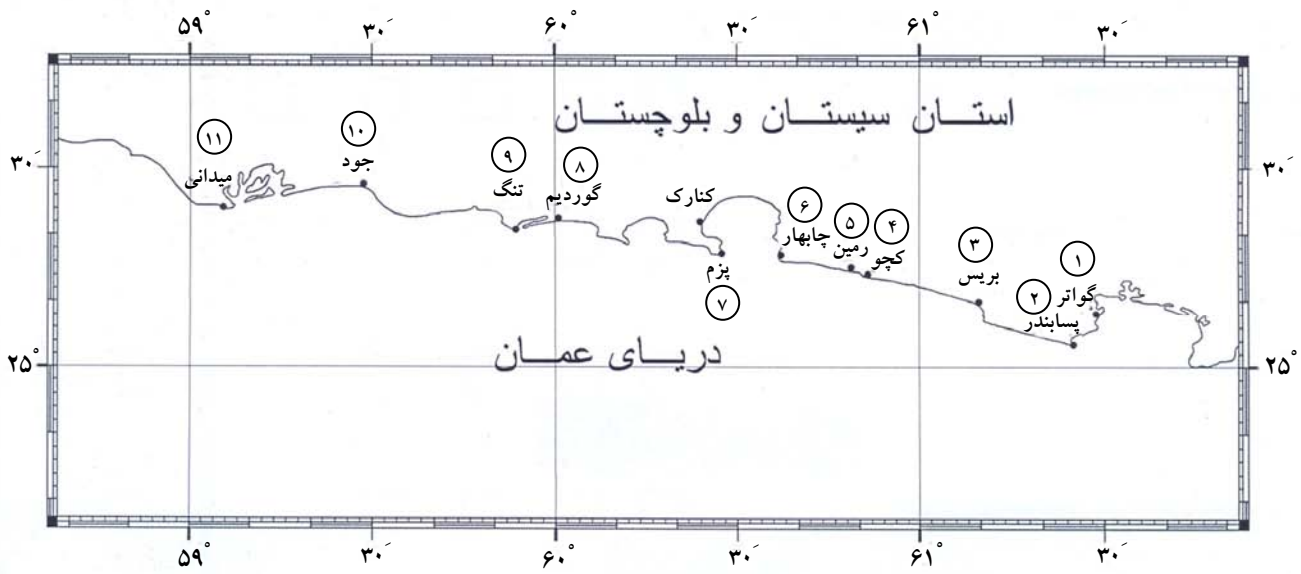 ۵۹° ۳۰´ ۶۰° ۳۰´ ۶۱° ۳۰´
استان سیستان و بلوچستان
۳۰´ ۳۰´
۱۱ میدانی
۱۰ جود
۹ تنگ
۸ گوردیم
کنارک
۷ پزم
۶ چابهار
۵ رمین
۴ کچو
۳ بریس
۲ پسابندر
۱ گواتر
دریای عمان
۲۵° ۲۵°
۵۹° ۳۰´ ۶۰° ۳۰´ ۶۱° ۳۰´